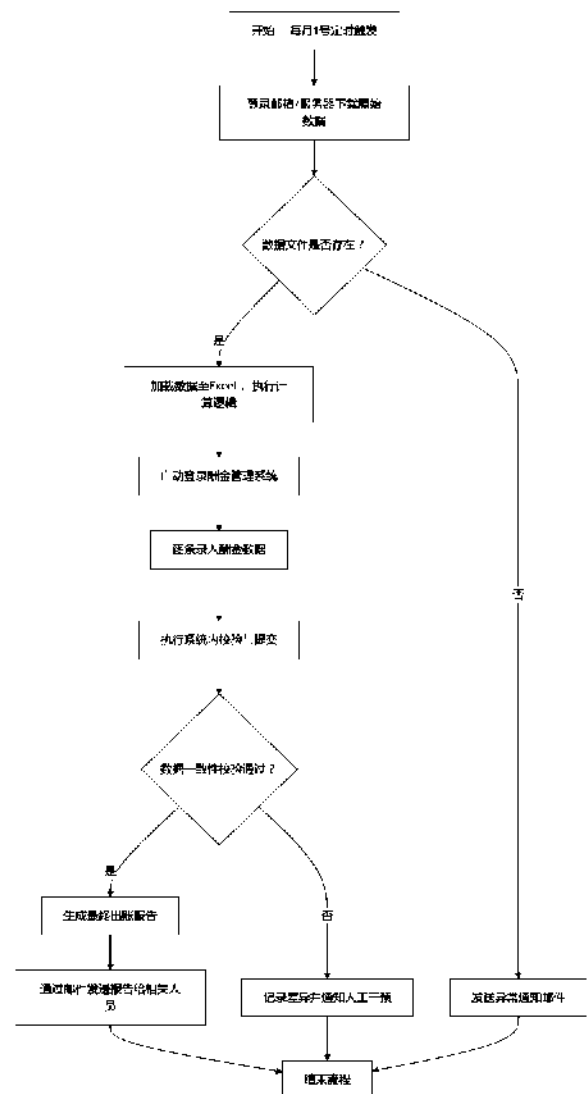 开始 每月1号定时触发
登录邮箱/服务器下载原始
数据
数据文件是否存在？
是
加载数据至Excel，执行计
算逻辑
自动登录酬金管理系统
否
逐条录入酬金数据
执行系统内校验与提交
数据一致性校验通过？
是
否
生成最终出账报告
通过邮件发送报告给相关人
员
记录差异并通知人工干预
发送异常通知邮件
结束流程